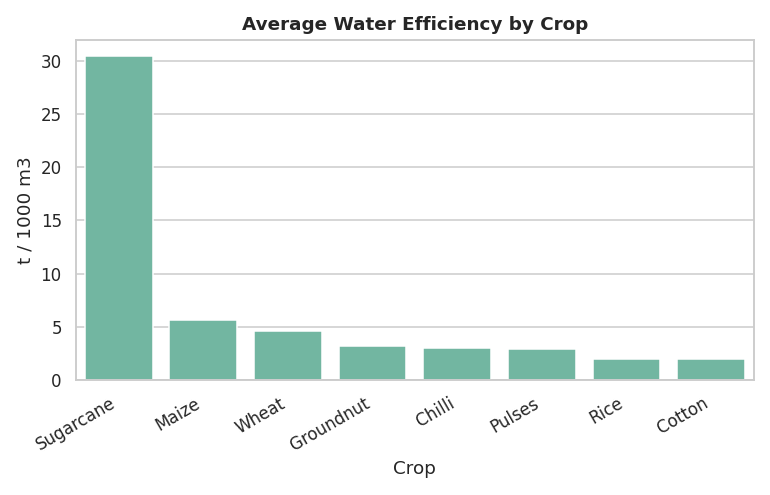 Average Water Efficiency by Crop
t / 1000 m3
30
25
20
15
10
5
0
Sugarcane
Maize
Wheat
Groundnut
Chilli
Pulses
Rice
Cotton
Crop